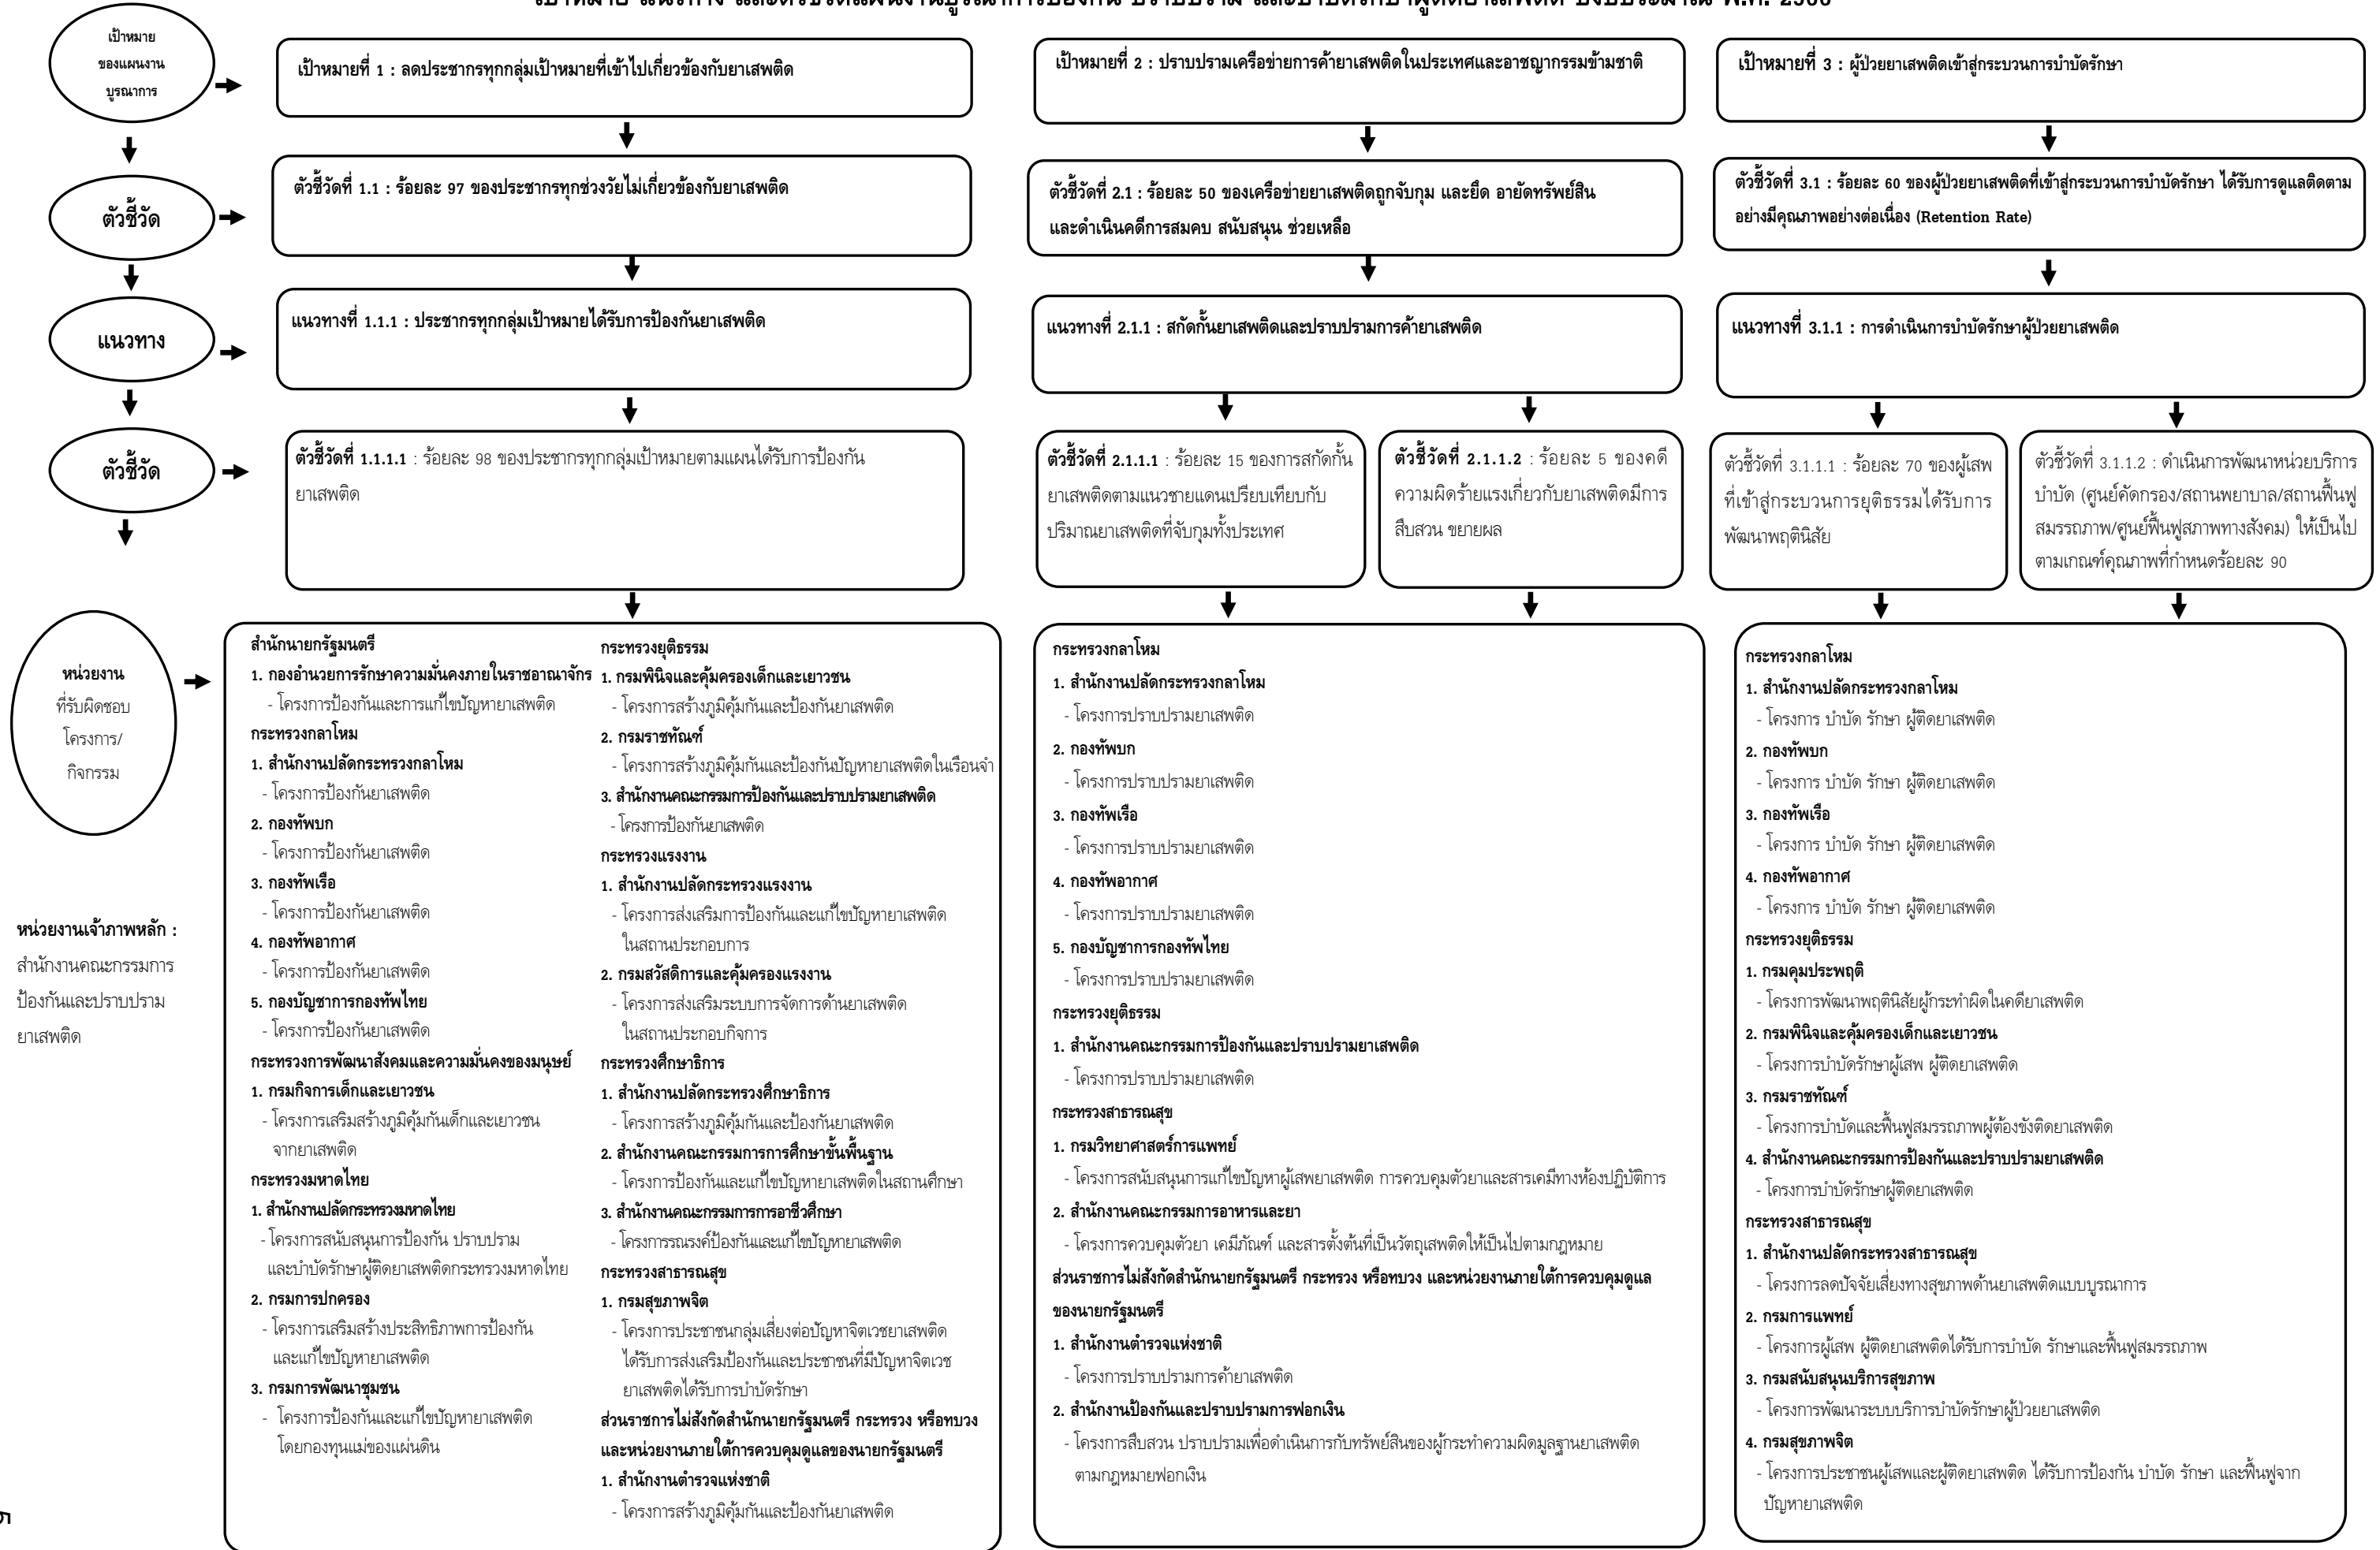 เป้าหมาย แนวทาง และตัวชี้วัดแผนงานบูรณาการป้องกัน ปราบปราม และบำบัดรักษาผู้ติดยาเสพติด ปีงบประมาณ พ.ศ. 2566
เป้าหมาย
ของแผนงาน
บูรณาการ
เป้าหมายที่ 1 : ลดประชากรทุกกลุ่มเป้าหมายที่เข้าไปเกี่ยวข้องกับยาเสพติด
เป้าหมายที่ 2 : ปราบปรามเครือข่ายการค้ายาเสพติดในประเทศและอาชญากรรมข้ามชาติ
เป้าหมายที่ 3 : ผู้ป่วยยาเสพติดเข้าสู่กระบวนการบำบัดรักษา
ตัวชี้วัด
ตัวชี้วัดที่ 1.1 : ร้อยละ 97 ของประชากรทุกช่วงวัยไม่เกี่ยวข้องกับยาเสพติด
ตัวชี้วัดที่ 2.1 : ร้อยละ 50 ของเครือข่ายยาเสพติดถูกจับกุม และยึด อายัดทรัพย์สิน
และดำเนินคดีการสมคบ สนับสนุน ช่วยเหลือ
ตัวชี้วัดที่ 3.1 : ร้อยละ 60 ของผู้ป่วยยาเสพติดที่เข้าสู่กระบวนการบำบัดรักษา ได้รับการดูแลติดตาม
อย่างมีคุณภาพอย่างต่อเนื่อง (Retention Rate)
แนวทาง
แนวทางที่ 1.1.1 : ประชากรทุกกลุ่มเป้าหมายได้รับการป้องกันยาเสพติด
แนวทางที่ 2.1.1 : สกัดกั้นยาเสพติดและปราบปรามการค้ายาเสพติด
แนวทางที่ 3.1.1 : การดำเนินการบำบัดรักษาผู้ป่วยยาเสพติด
ตัวชี้วัด
ตัวชี้วัดที่ 1.1.1.1 : ร้อยละ 98 ของประชากรทุกกลุ่มเป้าหมายตามแผนได้รับการป้องกัน
ยาเสพติด
ตัวชี้วัดที่ 2.1.1.1 : ร้อยละ 15 ของการสกัดกั้น
ยาเสพติดตามแนวชายแดนเปรียบเทียบกับ
ปริมาณยาเสพติดที่จับกุมทั้งประเทศ
ตัวชี้วัดที่ 2.1.1.2 : ร้อยละ 5 ของคดี
ความผิดร้ายแรงเกี่ยวกับยาเสพติดมีการ
สืบสวน ขยายผล
ตัวชี้วัดที่ 3.1.1.1 : ร้อยละ 70 ของผู้เสพ
ที่เข้าสู่กระบวนการยุติธรรมได้รับการ
พัฒนาพฤตินิสัย
ตัวชี้วัดที่ 3.1.1.2 : ดำเนินการพัฒนาหน่วยบริการ
บำบัด (ศูนย์คัดกรอง/สถานพยาบาล/สถานฟื้นฟู
สมรรถภาพ/ศูนย์ฟื้นฟูสภาพทางสังคม) ให้เป็นไป
ตามเกณฑ์คุณภาพที่กำหนดร้อยละ 90
หน่วยงาน
ที่รับผิดชอบ
โครงการ/
กิจกรรม
หน่วยงานเจ้าภาพหลัก :
สำนักงานคณะกรรมการ
ป้องกันและปราบปราม
ยาเสพติด
สำนักนายกรัฐมนตรี
1. กองอำนวยการรักษาความมั่นคงภายในราชอาณาจักร
- โครงการป้องกันและการแก้ไขปัญหายาเสพติด
กระทรวงกลาโหม
1. สำนักงานปลัดกระทรวงกลาโหม
- โครงการป้องกันยาเสพติด
2. กองทัพบก
- โครงการป้องกันยาเสพติด
3. กองทัพเรือ
- โครงการป้องกันยาเสพติด
4. กองทัพอากาศ
- โครงการป้องกันยาเสพติด
5. กองบัญชาการกองทัพไทย
- โครงการป้องกันยาเสพติด
กระทรวงการพัฒนาสังคมและความมั่นคงของมนุษย์
1. กรมกิจการเด็กและเยาวชน
- โครงการเสริมสร้างภูมิคุ้มกันเด็กและเยาวชน
จากยาเสพติด
กระทรวงมหาดไทย
1. สำนักงานปลัดกระทรวงมหาดไทย
- โครงการสนับสนุนการป้องกัน ปราบปราม
และบำบัดรักษาผู้ติดยาเสพติดกระทรวงมหาดไทย
2. กรมการปกครอง
- โครงการเสริมสร้างประสิทธิภาพการป้องกัน
และแก้ไขปัญหายาเสพติด
3. กรมการพัฒนาชุมชน
- โครงการป้องกันและแก้ไขปัญหายาเสพติด
โดยกองทุนแม่ของแผ่นดิน
กระทรวงยุติธรรม
1. กรมพินิจและคุ้มครองเด็กและเยาวชน
- โครงการสร้างภูมิคุ้มกันและป้องกันยาเสพติด
2. กรมราชทัณฑ์
- โครงการสร้างภูมิคุ้มกันและป้องกันปัญหายาเสพติดในเรือนจำ
3. สำนักงานคณะกรรมการป้องกันและปราบปรามยาเสพติด
- โครงการป้องกันยาเสพติด
กระทรวงแรงงาน
1. สำนักงานปลัดกระทรวงแรงงาน
- โครงการส่งเสริมการป้องกันและแก้ไขปัญหายาเสพติด
ในสถานประกอบการ
2. กรมสวัสดิการและคุ้มครองแรงงาน
- โครงการส่งเสริมระบบการจัดการด้านยาเสพติด
ในสถานประกอบกิจการ
กระทรวงศึกษาธิการ
1. สำนักงานปลัดกระทรวงศึกษาธิการ
- โครงการสร้างภูมิคุ้มกันและป้องกันยาเสพติด
2. สำนักงานคณะกรรมการการศึกษาขั้นพื้นฐาน
- โครงการป้องกันและแก้ไขปัญหายาเสพติดในสถานศึกษา
3. สำนักงานคณะกรรมการการอาชีวศึกษา
- โครงการรณรงค์ป้องกันและแก้ไขปัญหายาเสพติด
กระทรวงสาธารณสุข
1. กรมสุขภาพจิต
- โครงการประชาชนกลุ่มเสี่ยงต่อปัญหาจิตเวชยาเสพติด
ได้รับการส่งเสริมป้องกันและประชาชนที่มีปัญหาจิตเวช
ยาเสพติดได้รับการบำบัดรักษา
ส่วนราชการไม่สังกัดสำนักนายกรัฐมนตรี กระทรวง หรือทบวง
และหน่วยงานภายใต้การควบคุมดูแลของนายกรัฐมนตรี
1. สำนักงานตำรวจแห่งชาติ
- โครงการสร้างภูมิคุ้มกันและป้องกันยาเสพติด
กระทรวงกลาโหม
1. สำนักงานปลัดกระทรวงกลาโหม
- โครงการปราบปรามยาเสพติด
2. กองทัพบก
- โครงการปราบปรามยาเสพติด
3. กองทัพเรือ
- โครงการปราบปรามยาเสพติด
4. กองทัพอากาศ
- โครงการปราบปรามยาเสพติด
5. กองบัญชาการกองทัพไทย
- โครงการปราบปรามยาเสพติด
กระทรวงยุติธรรม
1. สำนักงานคณะกรรมการป้องกันและปราบปรามยาเสพติด
- โครงการปราบปรามยาเสพติด
กระทรวงสาธารณสุข
1. กรมวิทยาศาสตร์การแพทย์
- โครงการสนับสนุนการแก้ไขปัญหาผู้เสพยาเสพติด การควบคุมตัวยาและสารเคมีทางห้องปฏิบัติการ
2. สำนักงานคณะกรรมการอาหารและยา
- โครงการควบคุมตัวยา เคมีภัณฑ์ และสารตั้งต้นที่เป็นวัตถุเสพติดให้เป็นไปตามกฎหมาย
ส่วนราชการไม่สังกัดสำนักนายกรัฐมนตรี กระทรวง หรือทบวง และหน่วยงานภายใต้การควบคุมดูแล
ของนายกรัฐมนตรี
1. สำนักงานตำรวจแห่งชาติ
- โครงการปราบปรามการค้ายาเสพติด
2. สำนักงานป้องกันและปราบปรามการฟอกเงิน
- โครงการสืบสวน ปราบปรามเพื่อดำเนินการกับทรัพย์สินของผู้กระทำความผิดมูลฐานยาเสพติด
ตามกฎหมายฟอกเงิน
กระทรวงกลาโหม
1. สำนักงานปลัดกระทรวงกลาโหม
- โครงการ บำบัด รักษา ผู้ติดยาเสพติด
2. กองทัพบก
- โครงการ บำบัด รักษา ผู้ติดยาเสพติด
3. กองทัพเรือ
- โครงการ บำบัด รักษา ผู้ติดยาเสพติด
4. กองทัพอากาศ
- โครงการ บำบัด รักษา ผู้ติดยาเสพติด
กระทรวงยุติธรรม
1. กรมคุมประพฤติ
- โครงการพัฒนาพฤตินิสัยผู้กระทำผิดในคดียาเสพติด
2. กรมพินิจและคุ้มครองเด็กและเยาวชน
- โครงการบำบัดรักษาผู้เสพ ผู้ติดยาเสพติด
3. กรมราชทัณฑ์
- โครงการบำบัดและฟื้นฟูสมรรถภาพผู้ต้องขังติดยาเสพติด
4. สำนักงานคณะกรรมการป้องกันและปราบปรามยาเสพติด
- โครงการบำบัดรักษาผู้ติดยาเสพติด
กระทรวงสาธารณสุข
1. สำนักงานปลัดกระทรวงสาธารณสุข
- โครงการลดปัจจัยเสี่ยงทางสุขภาพด้านยาเสพติดแบบบูรณาการ
2. กรมการแพทย์
- โครงการผู้เสพ ผู้ติดยาเสพติดได้รับการบำบัด รักษาและฟื้นฟูสมรรถภาพ
3. กรมสนับสนุนบริการสุขภาพ
- โครงการพัฒนาระบบบริการบำบัดรักษาผู้ป่วยยาเสพติด
4. กรมสุขภาพจิต
- โครงการประชาชนผู้เสพและผู้ติดยาเสพติด ได้รับการป้องกัน บำบัด รักษา และฟื้นฟูจาก
ปัญหายาเสพติด